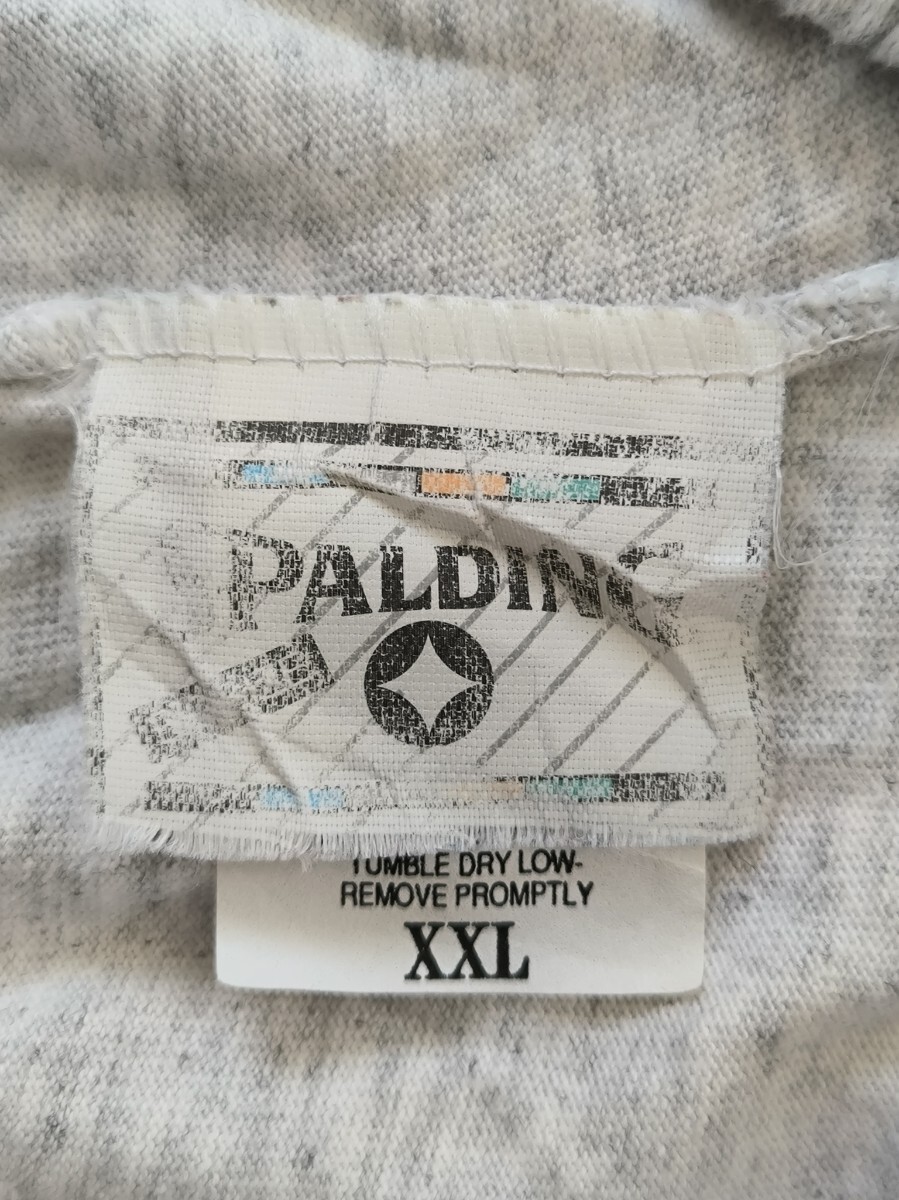 PALDING
TUMBLE DRY LOW-
REMOVE PROMPTLY
XXL